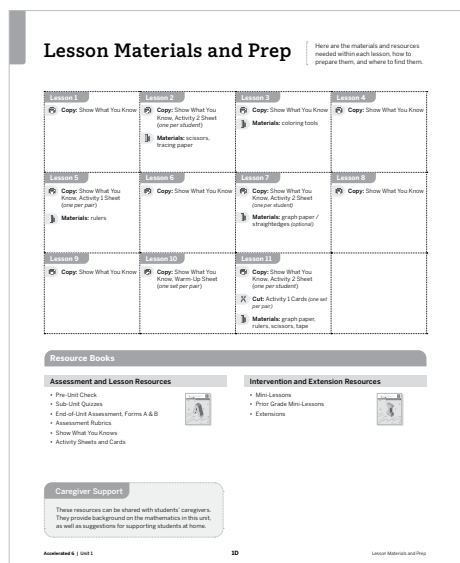 Lesson Materials and Prep
Here are the materials and resources
needed within each lesson, how to
prepare them, and where to find them.
Lesson 1
Copy: Show What You Know
Lesson 2
Copy: Show What You
Know, Activity 2 Sheet
(one per student)
Materials: scissors,
tracing paper
Lesson 3
Copy: Show What You Know
Materials: coloring tools
Lesson 4
Copy: Show What You Know
Lesson 5
Copy: Show What You
Know, Activity 1 Sheet
(one per pair)
Materials: rulers
Lesson 6
Copy: Show What You Know
Lesson 7
Copy: Show What You
Know, Activity 2 Sheet
(one per student)
Materials: graph paper /
straightedges (optional)
Lesson 8
Copy: Show What You Know
Lesson 9
Copy: Show What You Know
Lesson 10
Copy: Show What You
Know, Warm-Up Sheet
(one set per pair)
Lesson 11
Copy: Show What You
Know, Activity 2 Sheet
(one per student)
Cut: Activity 1 Cards (one set
per pair)
Materials: graph paper,
rulers, scissors, tape
Resource Books
Assessment and Lesson Resources
• Pre-Unit Check
• Sub-Unit Quizzes
• End-of-Unit Assessment, Forms A & B
• Assessment Rubrics
• Show What You Knows
• Activity Sheets and Cards
Intervention and Extension Resources
• Mini-Lessons
• Prior Grade Mini-Lessons
• Extensions
Caregiver Support
These resources can be shared with students' caregivers.
They provide background on the mathematics in this unit,
as well as suggestions for supporting students at home.
Accelerated 6 | Unit 1
1D
Lesson Materials and Prep